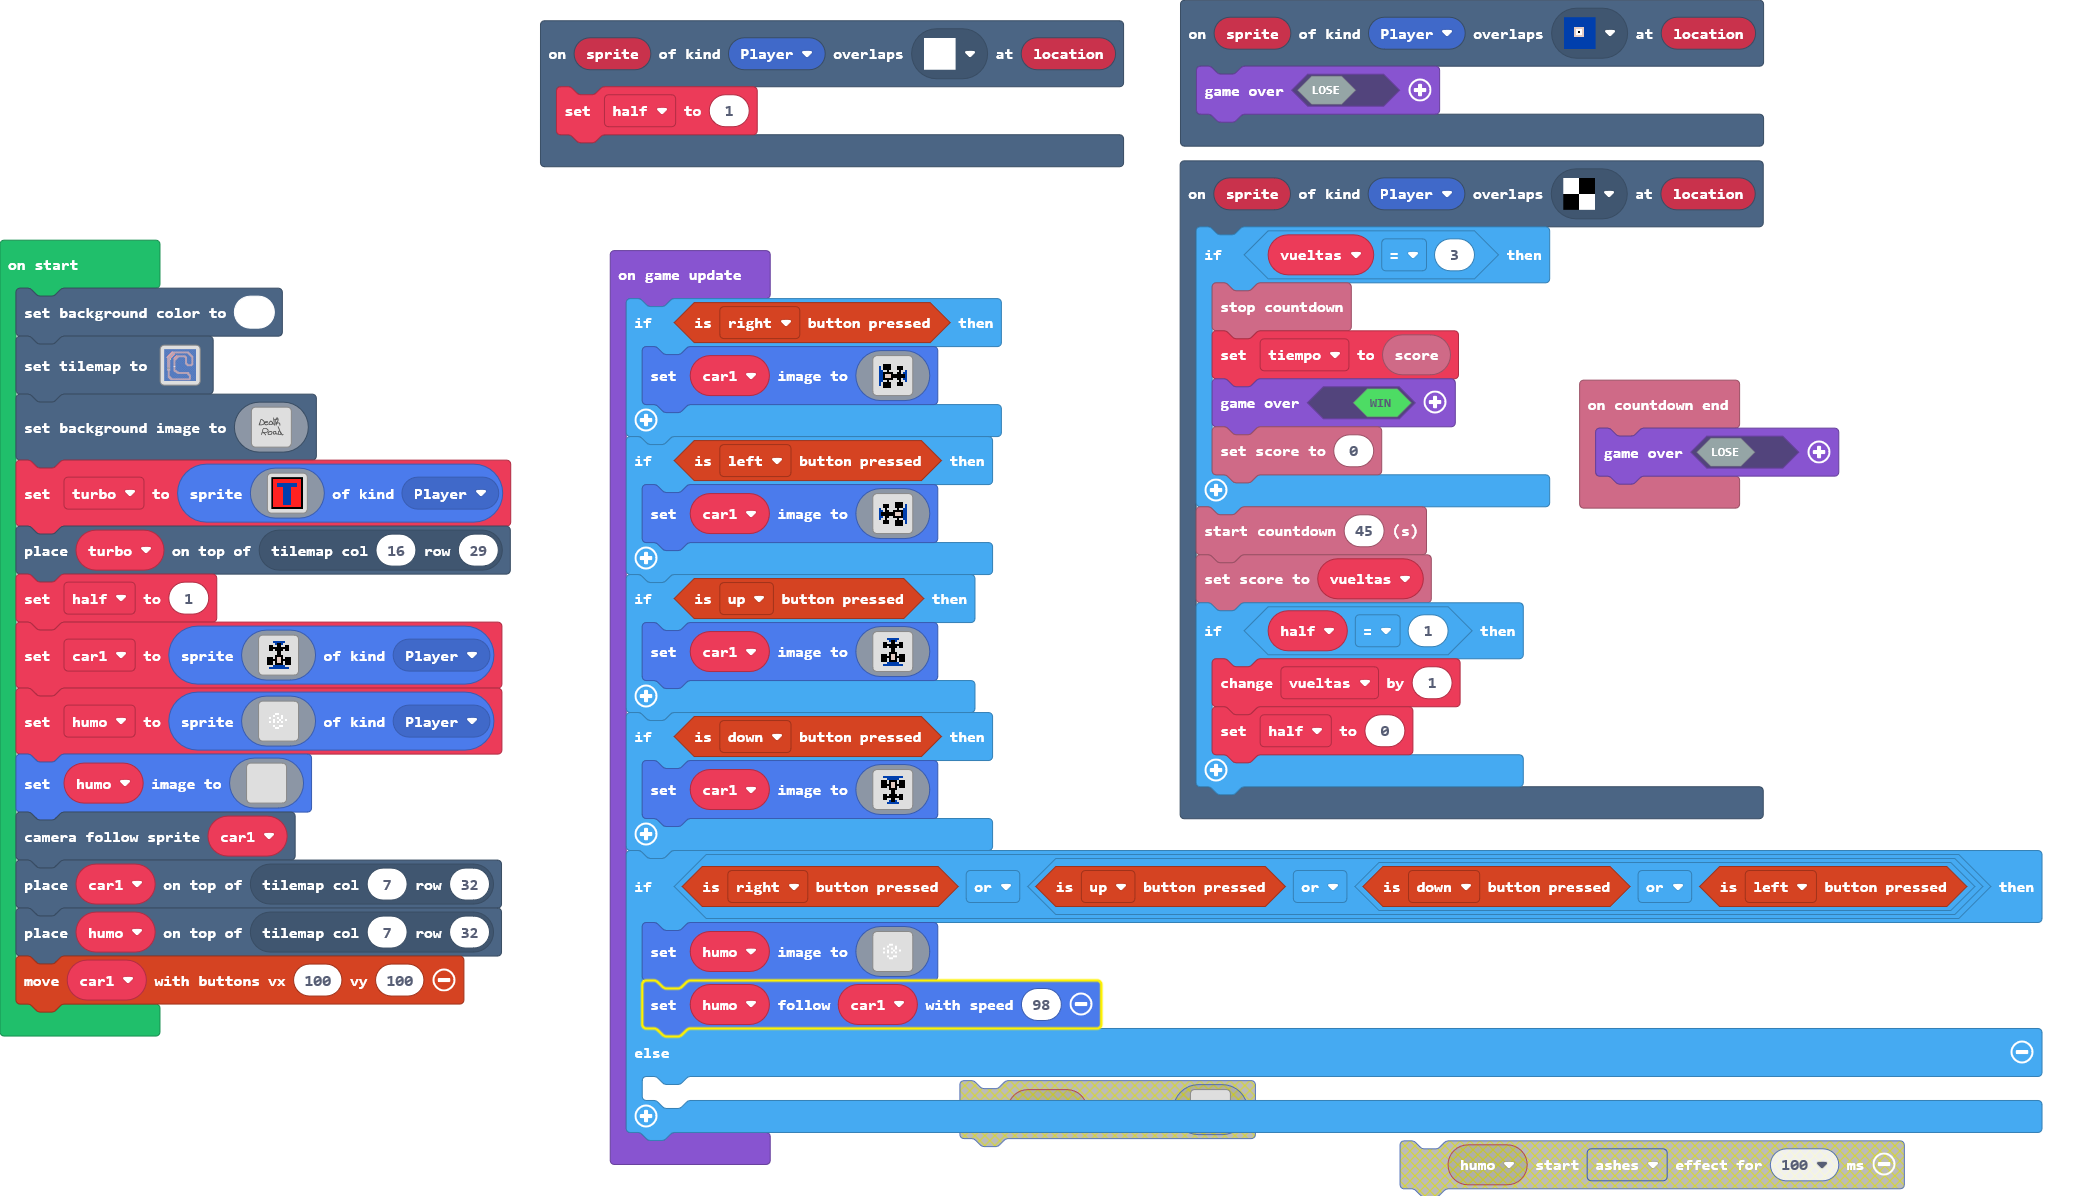 on start
set background color to
set tilemap to
set background image to Death Road
set turbo to sprite T of kind Player
place turbo on top of tilemap col 16 row 29
set half to 1
set car1 to sprite of kind Player
set humo to sprite of kind Player
set humo image to
camera follow sprite car1
place car1 on top of tilemap col 7 row 32
place humo on top of tilemap col 7 row 32
move car1 with buttons vx 100 vy 100
on sprite of kind Player overlaps at location
set half to 1
on game update
if is right button pressed then
set car1 image to
if is left button pressed then
set car1 image to
if is up button pressed then
set car1 image to
if is down button pressed then
set car1 image to
if is right button pressed or is up button pressed or is down button pressed or is left button pressed then
set humo image to
set humo follow car1 with speed 98
else
humo start ashes effect for 100 ms
on sprite of kind Player overlaps at location
game over LOSE
on sprite of kind Player overlaps at location
if vueltas = 3 then
stop countdown
set tiempo to score
game over WIN
set score to 0
start countdown 45 (s)
set score to vueltas
if half = 1 then
change vueltas by 1
set half to 0
on countdown end
game over LOSE